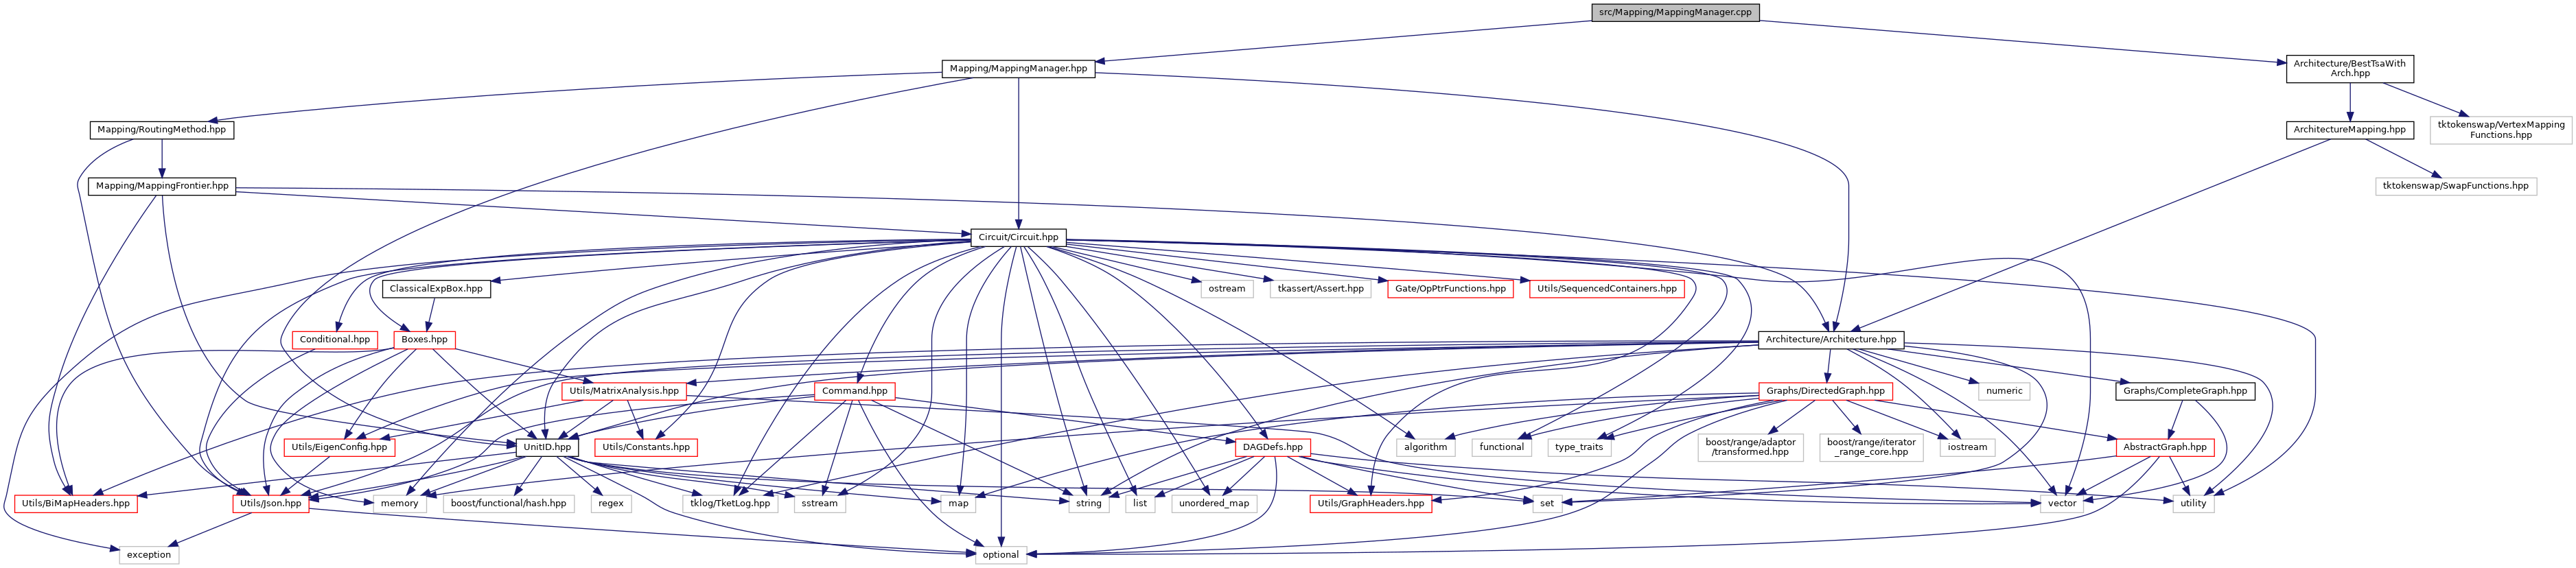 src/Mapping/MappingManager.cpp
Mapping/MappingManager.hpp
Architecture/BestTsaWith
Arch.hpp
Mapping/RoutingMethod.hpp
ArchitectureMapping.hpp
tktokenswap/VertexMapping
Functions.hpp
Mapping/MappingFrontier.hpp
tktokenswap/SwapFunctions.hpp
Circuit/Circuit.hpp
ClassicalExpBox.hpp
ostream
tkassert/Assert.hpp
Gate/OpPtrFunctions.hpp
Utils/SequencedContainers.hpp
Conditional.hpp
Boxes.hpp
Architecture/Architecture.hpp
Utils/MatrixAnalysis.hpp
Command.hpp
Graphs/DirectedGraph.hpp
numeric
Graphs/CompleteGraph.hpp
Utils/EigenConfig.hpp
UnitID.hpp
Utils/Constants.hpp
DAGDefs.hpp
algorithm
functional
type_traits
boost/range/adaptor
/transformed.hpp
boost/range/iterator
_range_core.hpp
iostream
AbstractGraph.hpp
Utils/BiMapHeaders.hpp
Utils/Json.hpp
memory
boost/functional/hash.hpp
regex
tklog/TketLog.hpp
sstream
map
string
list
unordered_map
Utils/GraphHeaders.hpp
set
vector
utility
exception
optional